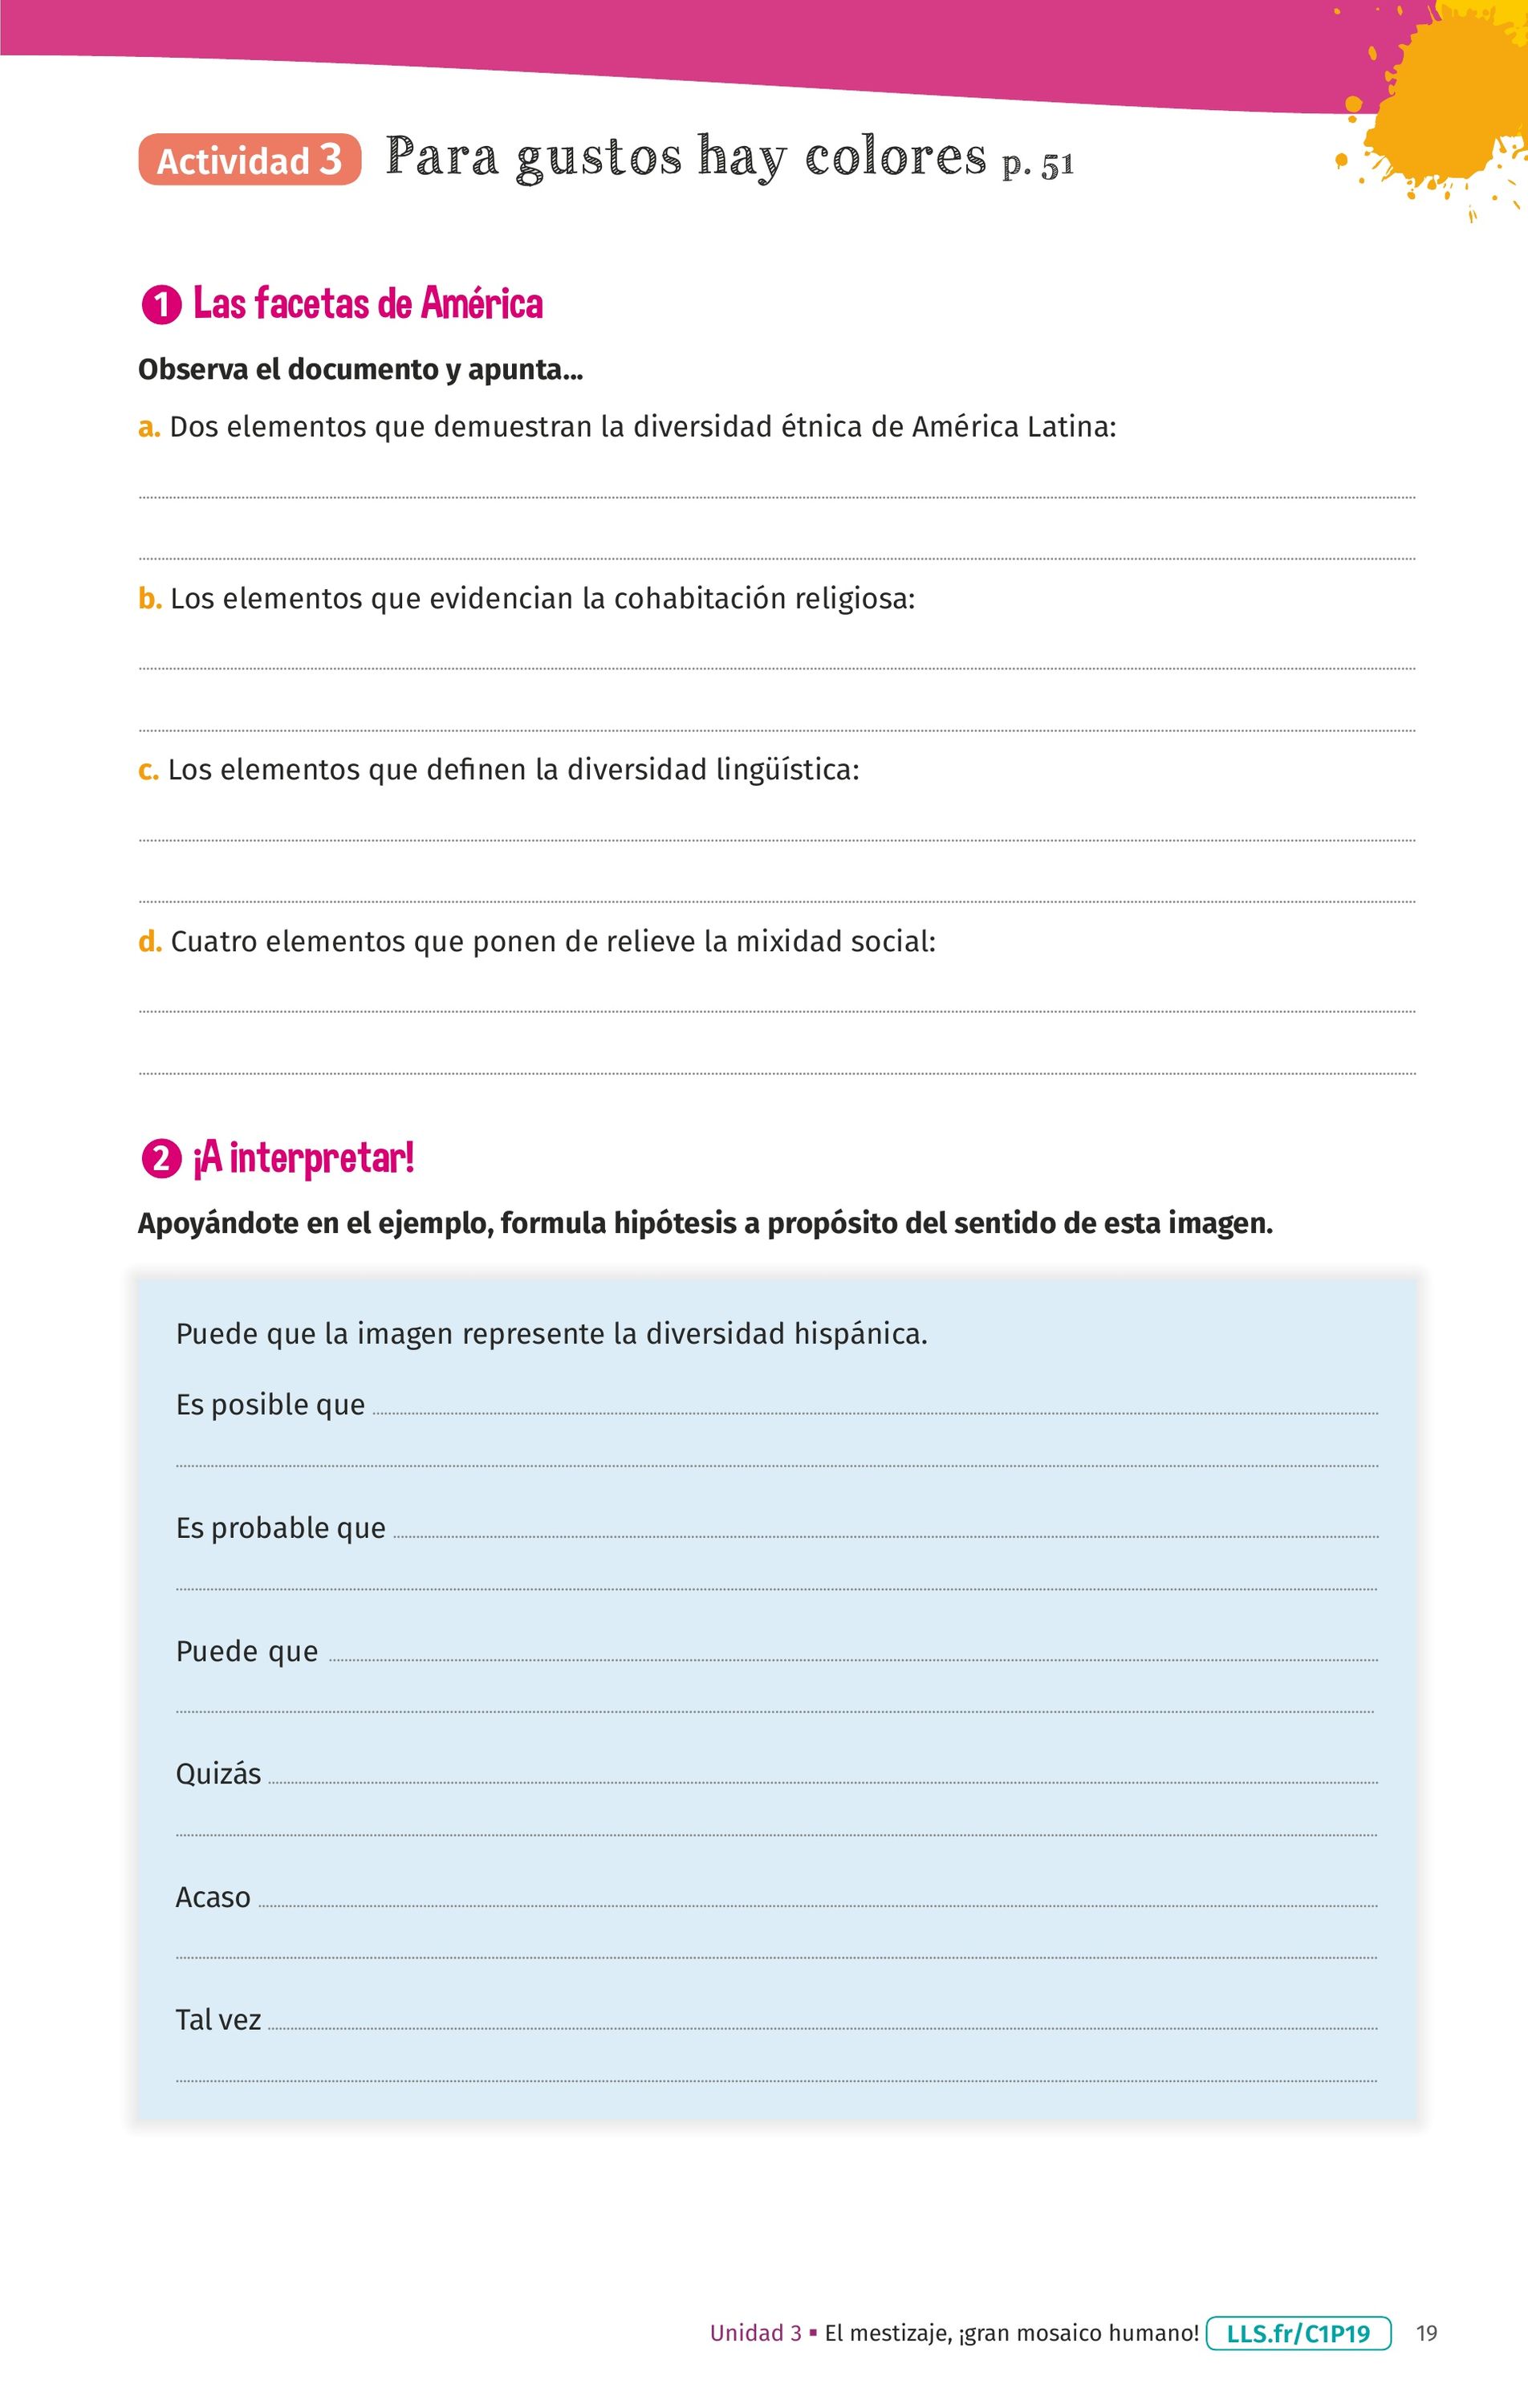 Actividad 3 Para gustos hay colores p. 51
1 Las facetas de América
Observa el documento y apunta...
a. Dos elementos que demuestran la diversidad étnica de América Latina:
b. Los elementos que evidencian la cohabitación religiosa:
c. Los elementos que definen la diversidad lingüística:
d. Cuatro elementos que ponen de relieve la mixidad social:
2 ¡A interpretar!
Apoyándote en el ejemplo, formula hipótesis a propósito del sentido de esta imagen.
Puede que la imagen represente la diversidad hispánica.
Es posible que
Es probable que
Puede que
Quizás
Acaso
Tal vez
Unidad 3 ▪ El mestizaje, ¡gran mosaico humano! LLS.fr/C1P19 19